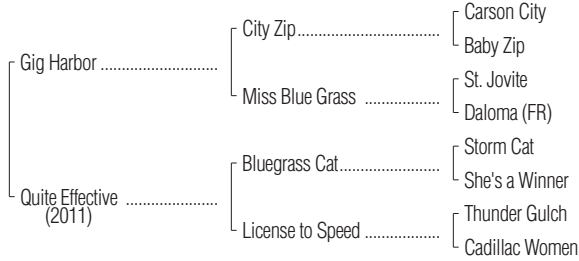 Carson City
City Zip..................................
Baby Zip
Gig Harbor ............................
St. Jovite
Miss Blue Grass ..................
Daloma (FR)
Storm Cat
Bluegrass Cat........................
She's a Winner
Quite Effective ......................
(2011)
Thunder Gulch
License to Speed ..................
Cadillac Women